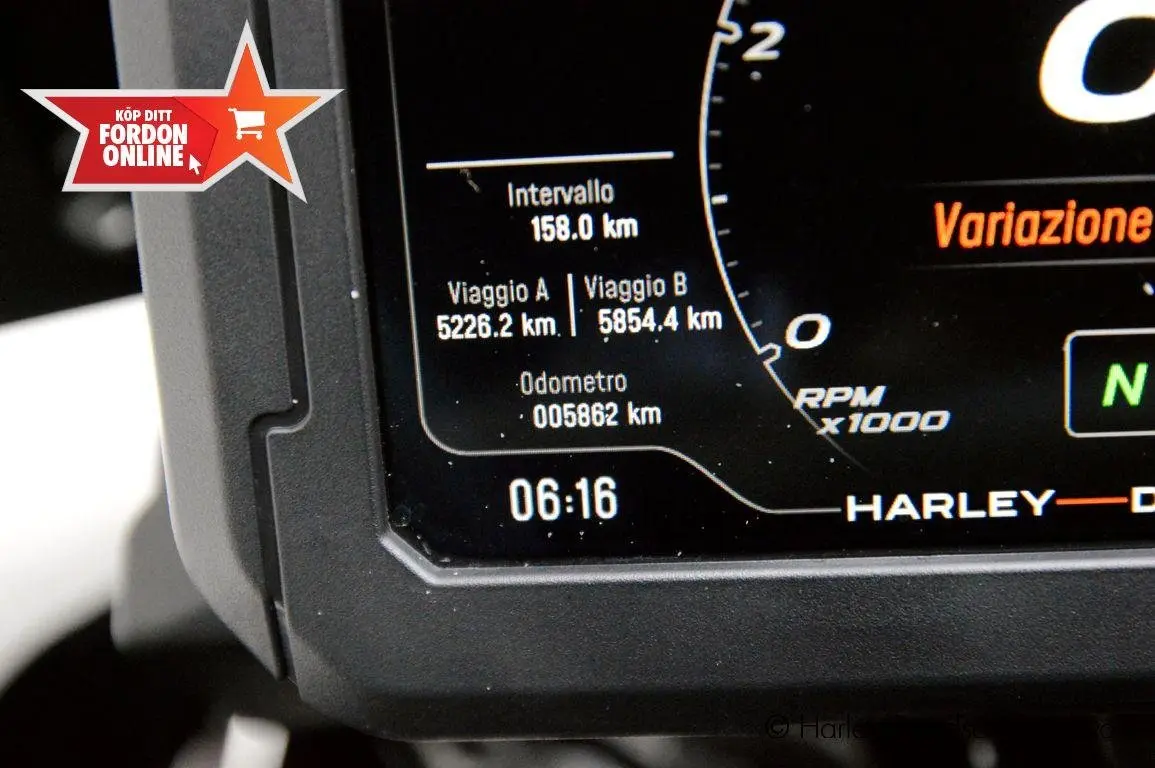 KÖP DITT
FORDON
ONLINE
2
Intervallo
158.0 km
Variazione
Viaggio A
Viaggio B
5226.2 km
5854.4 km
0
Odometro
005862 km
N
RPM
x1000
06:16
HARLEY